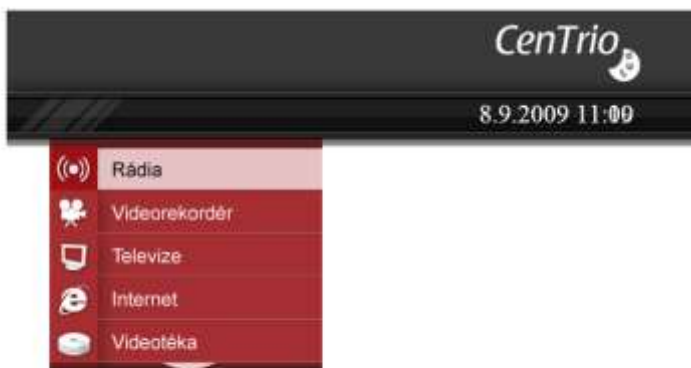 CenTrio
8.9.2009 11:00
Rádia
Videorekordér
Televize
Internet
Videotéka